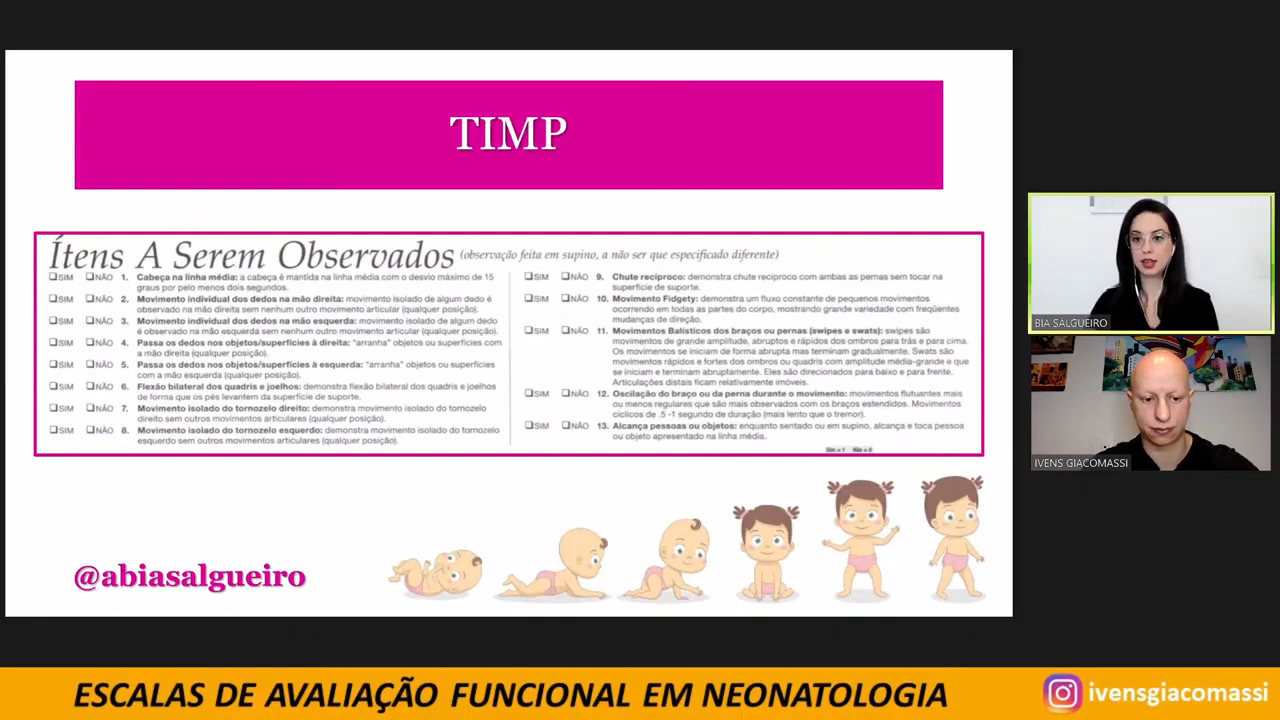 TIMP
Ítens A Serem Observados (observação feita em supino, a não ser que especificado diferente)
❑SIM ❑NÃO 1. Cabeça na linha média: a cabeça é mantida na linha média com o desvio máximo de 15
graus por pelo menos dois segundos.
❑SIM ❑NÃO 2. Movimento individual dos dedos na mão direita: movimento isolado de algum dedo é
observado na mão direita sem nenhum outro movimento articular (qualquer posição).
❑SIM ❑NÃO 3. Movimento individual dos dedos na mão esquerda: movimento isolado de algum dedo
é observado na mão esquerda sem nenhum outro movimento articular (qualquer posição).
❑SIM ❑NÃO 4. Passa os dedos nos objetos/superfícies à direita: "arranha" objetos ou superfícies com
a mão direita (qualquer posição).
❑SIM ❑NÃO 5. Passa os dedos nos objetos/superfícies à esquerda: "arranha" objetos ou superfícies
com a mão esquerda (qualquer posição).
❑SIM ❑NÃO 6. Flexão bilateral dos quadris e joelhos: demonstra flexão bilateral dos quadris e joelhos
de forma que os pés levantem da superfície de suporte.
❑SIM ❑NÃO 7. Movimento isolado do tornozelo direito: demonstra movimento isolado do tornozelo
direito sem outros movimentos articulares (qualquer posição).
❑SIM ❑NÃO 8. Movimento isolado do tornozelo esquerdo: demonstra movimento isolado do tornozelo
esquerdo sem outros movimentos articulares (qualquer posição).
❑SIM ❑NÃO 9. Chute recíproco: demonstra chute recíproco com ambas as pernas sem tocar na
superfície de suporte.
❑SIM ❑NÃO 10. Movimento Fidgety: demonstra um fluxo constante de pequenos movimentos
ocorrendo em todas as partes do corpo, mostrando grande variedade com freqüentes
mudanças de direção.
❑SIM ❑NÃO 11. Movimentos Balísticos dos braços ou pernas (swipes e swats): swipes são
movimentos de grande amplitude, abruptos e rápidos dos ombros para trás e para cima.
Os movimentos se iniciam de forma abrupta mas terminam gradualmente. Swats são
movimentos rápidos e fortes dos ombros ou quadris com amplitude média-grande e que
se iniciam e terminam abruptamente. Eles são direcionados para baixo e para frente.
Articulações distais ficam relativamente imóveis.
❑SIM ❑NÃO 12. Oscilação do braço ou da perna durante o movimento: movimentos flutuantes mais
ou menos regulares que são mais observados com os braços estendidos. Movimentos
cíclicos de .5 -1 segundo de duração (mais lento que o tremor).
❑SIM ❑NÃO 13. Alcança pessoas ou objetos: enquanto sentado ou em supino, alcança e toca pessoa
ou objeto apresentado na linha média.
Sim = 1 Não = 0
@abiasalgueiro
BIA SALGUEIRO
IVENS GIACOMASSI
ESCALAS DE AVALIAÇÃO FUNCIONAL EM NEONATOLOGIA
ivensgiacomassi